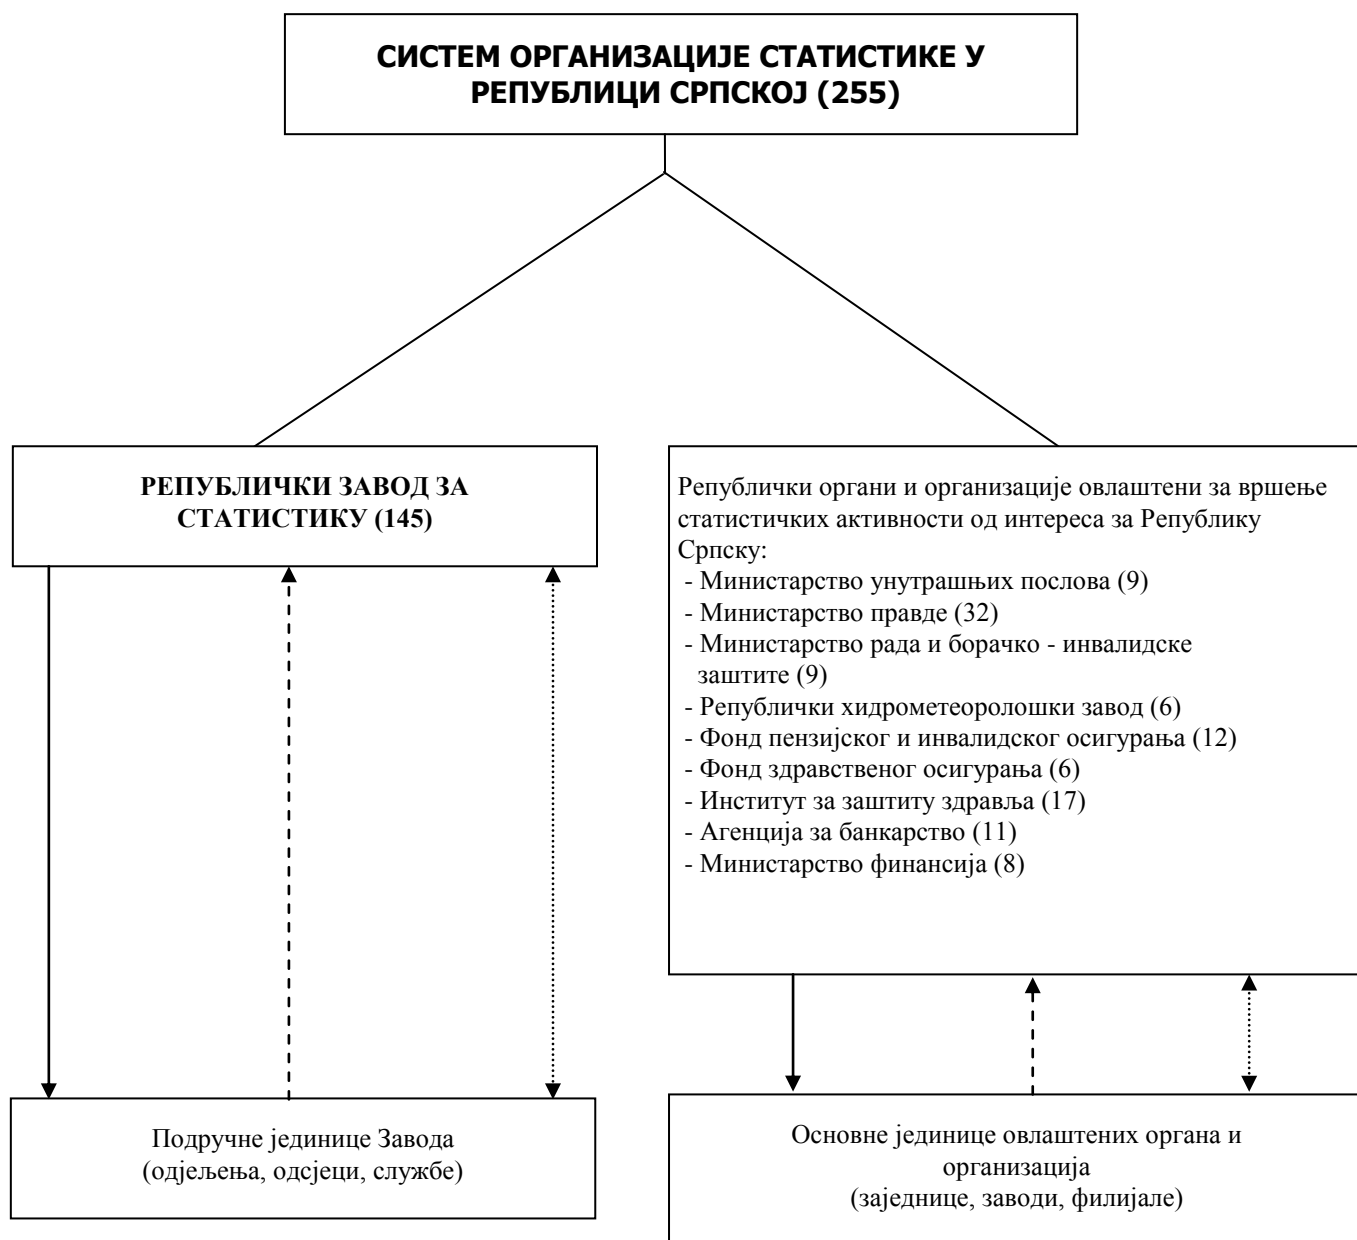 СИСТЕМ ОРГАНИЗАЦИЈЕ СТАТИСТИКЕ У
РЕПУБЛИЦИ СРПСКОЈ (255)
РЕПУБЛИЧКИ ЗАВОД ЗА
СТАТИСТИКУ (145)
Републички органи и организације овлаштени за вршење
статистичких активности од интереса за Републику
Српску:
- Министарство унутрашњих послова (9)
- Министарство правде (32)
- Министарство рада и борачко - инвалидске
заштите (9)
- Републички хидрометеоролошки завод (6)
- Фонд пензијског и инвалидског осигурања (12)
- Фонд здравственог осигурања (6)
- Институт за заштиту здравља (17)
- Агенција за банкарство (11)
- Министарство финансија (8)
Подручне јединице Завода
(одјељења, одсјеци, службе)
Основне јединице овлаштених органа и
организација
(заједнице, заводи, филијале)